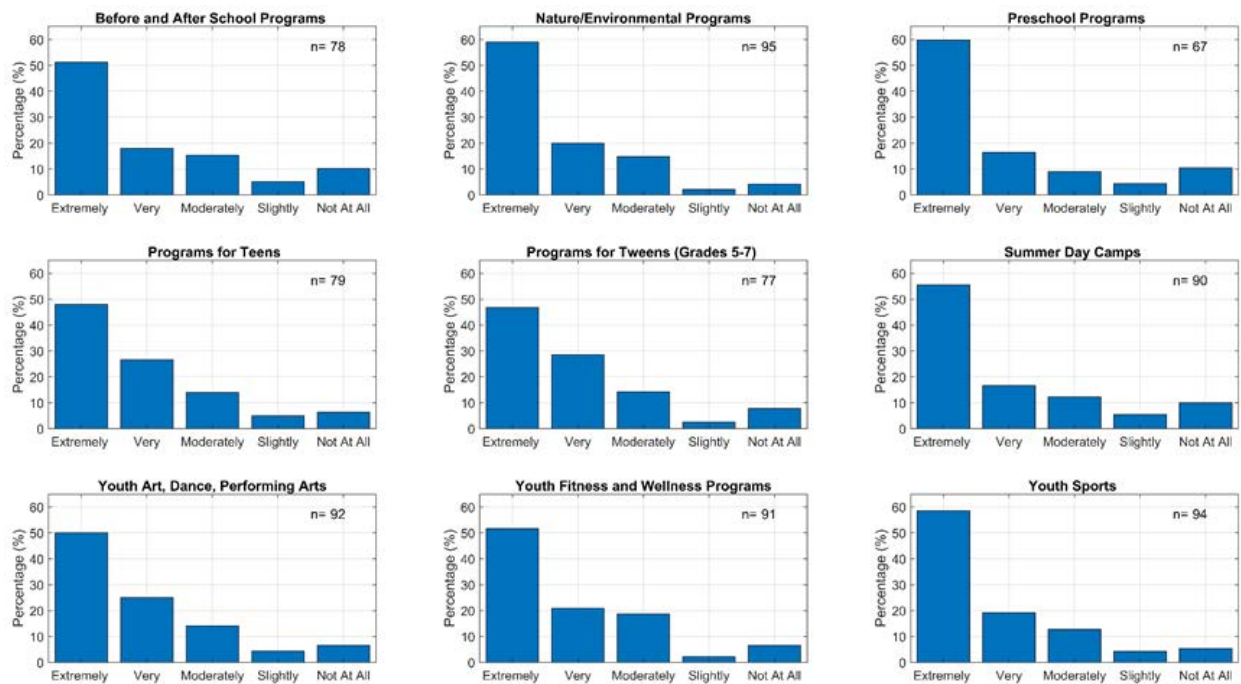 Before and After School Programs
n= 78
Percentage (%)
60
50
40
30
20
10
0
Extremely Very Moderately Slightly Not At All
Nature/Environmental Programs
n= 95
Percentage (%)
60
50
40
30
20
10
0
Extremely Very Moderately Slightly Not At All
Preschool Programs
n= 67
Percentage (%)
60
50
40
30
20
10
0
Extremely Very Moderately Slightly Not At All
Programs for Teens
n= 79
Percentage (%)
60
50
40
30
20
10
0
Extremely Very Moderately Slightly Not At All
Programs for Tweens (Grades 5-7)
n= 77
Percentage (%)
60
50
40
30
20
10
0
Extremely Very Moderately Slightly Not At All
Summer Day Camps
n= 90
Percentage (%)
60
50
40
30
20
10
0
Extremely Very Moderately Slightly Not At All
Youth Art, Dance, Performing Arts
n= 92
Percentage (%)
60
50
40
30
20
10
0
Extremely Very Moderately Slightly Not At All
Youth Fitness and Wellness Programs
n= 91
Percentage (%)
60
50
40
30
20
10
0
Extremely Very Moderately Slightly Not At All
Youth Sports
n= 94
Percentage (%)
60
50
40
30
20
10
0
Extremely Very Moderately Slightly Not At All